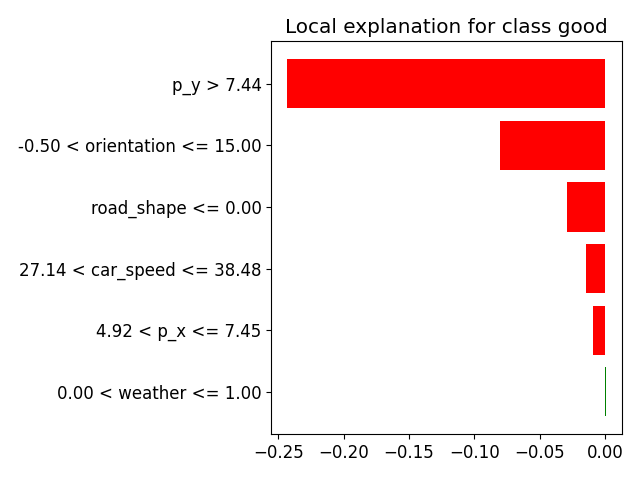 Local explanation for class good
p_y > 7.44
-0.50 < orientation <= 15.00
road_shape <= 0.00
27.14 < car_speed <= 38.48
4.92 < p_x <= 7.45
0.00 < weather <= 1.00
−0.25 −0.20 −0.15 −0.10 −0.05 0.00